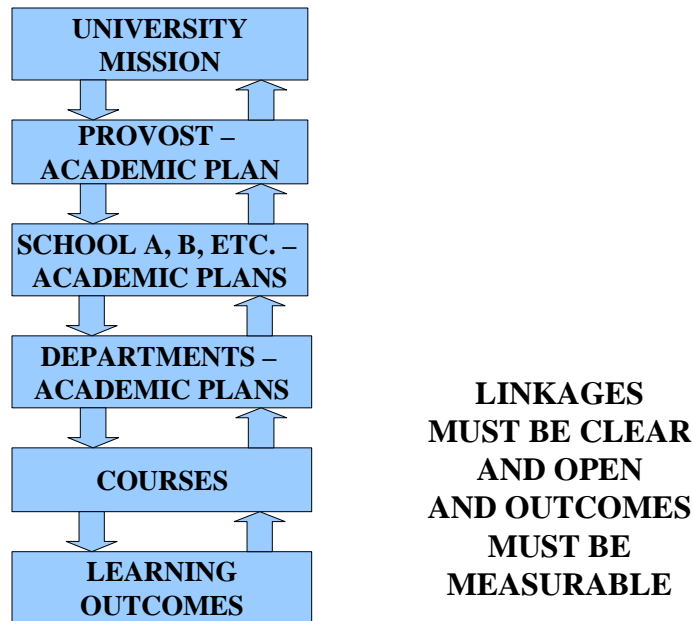 UNIVERSITY
MISSION
PROVOST –
ACADEMIC PLAN
SCHOOL A, B, ETC. –
ACADEMIC PLANS
DEPARTMENTS –
ACADEMIC PLANS
COURSES
LEARNING
OUTCOMES
LINKAGES
MUST BE CLEAR
AND OPEN
AND OUTCOMES
MUST BE
MEASURABLE